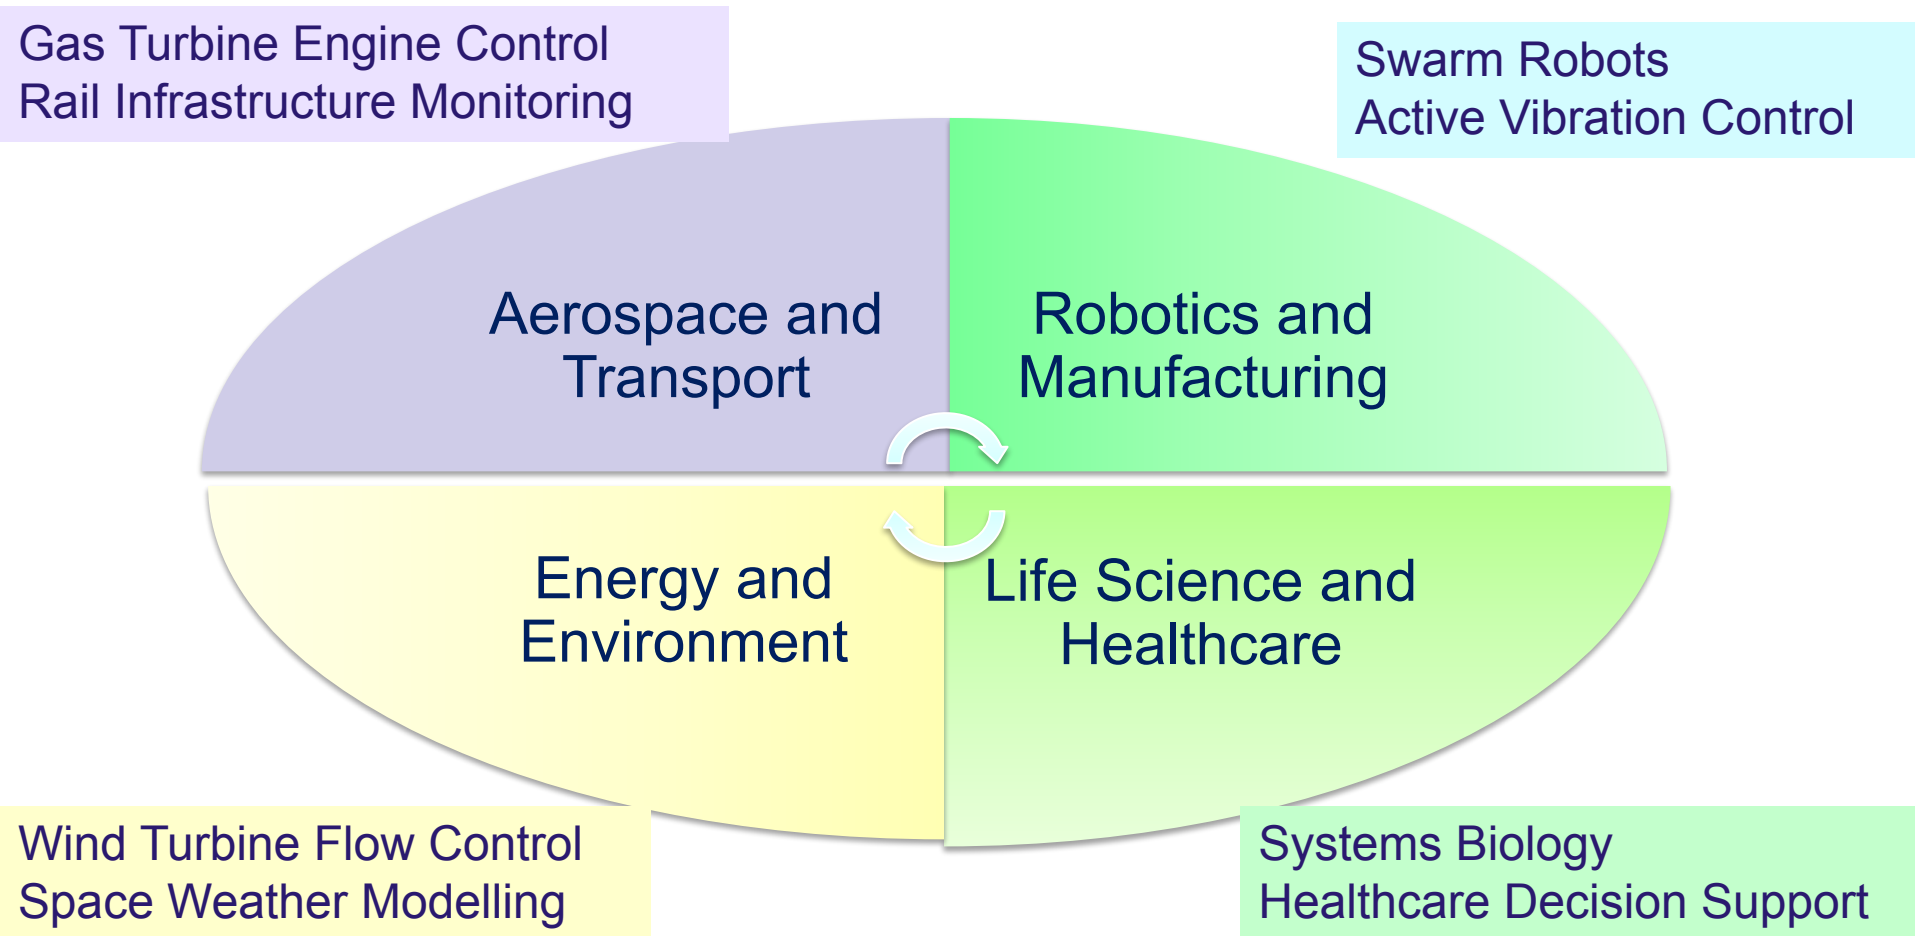 Gas Turbine Engine Control
Rail Infrastructure Monitoring
Swarm Robots
Active Vibration Control
Aerospace and
Transport
Robotics and
Manufacturing
Energy and
Environment
Life Science and
Healthcare
Wind Turbine Flow Control
Space Weather Modelling
Systems Biology
Healthcare Decision Support